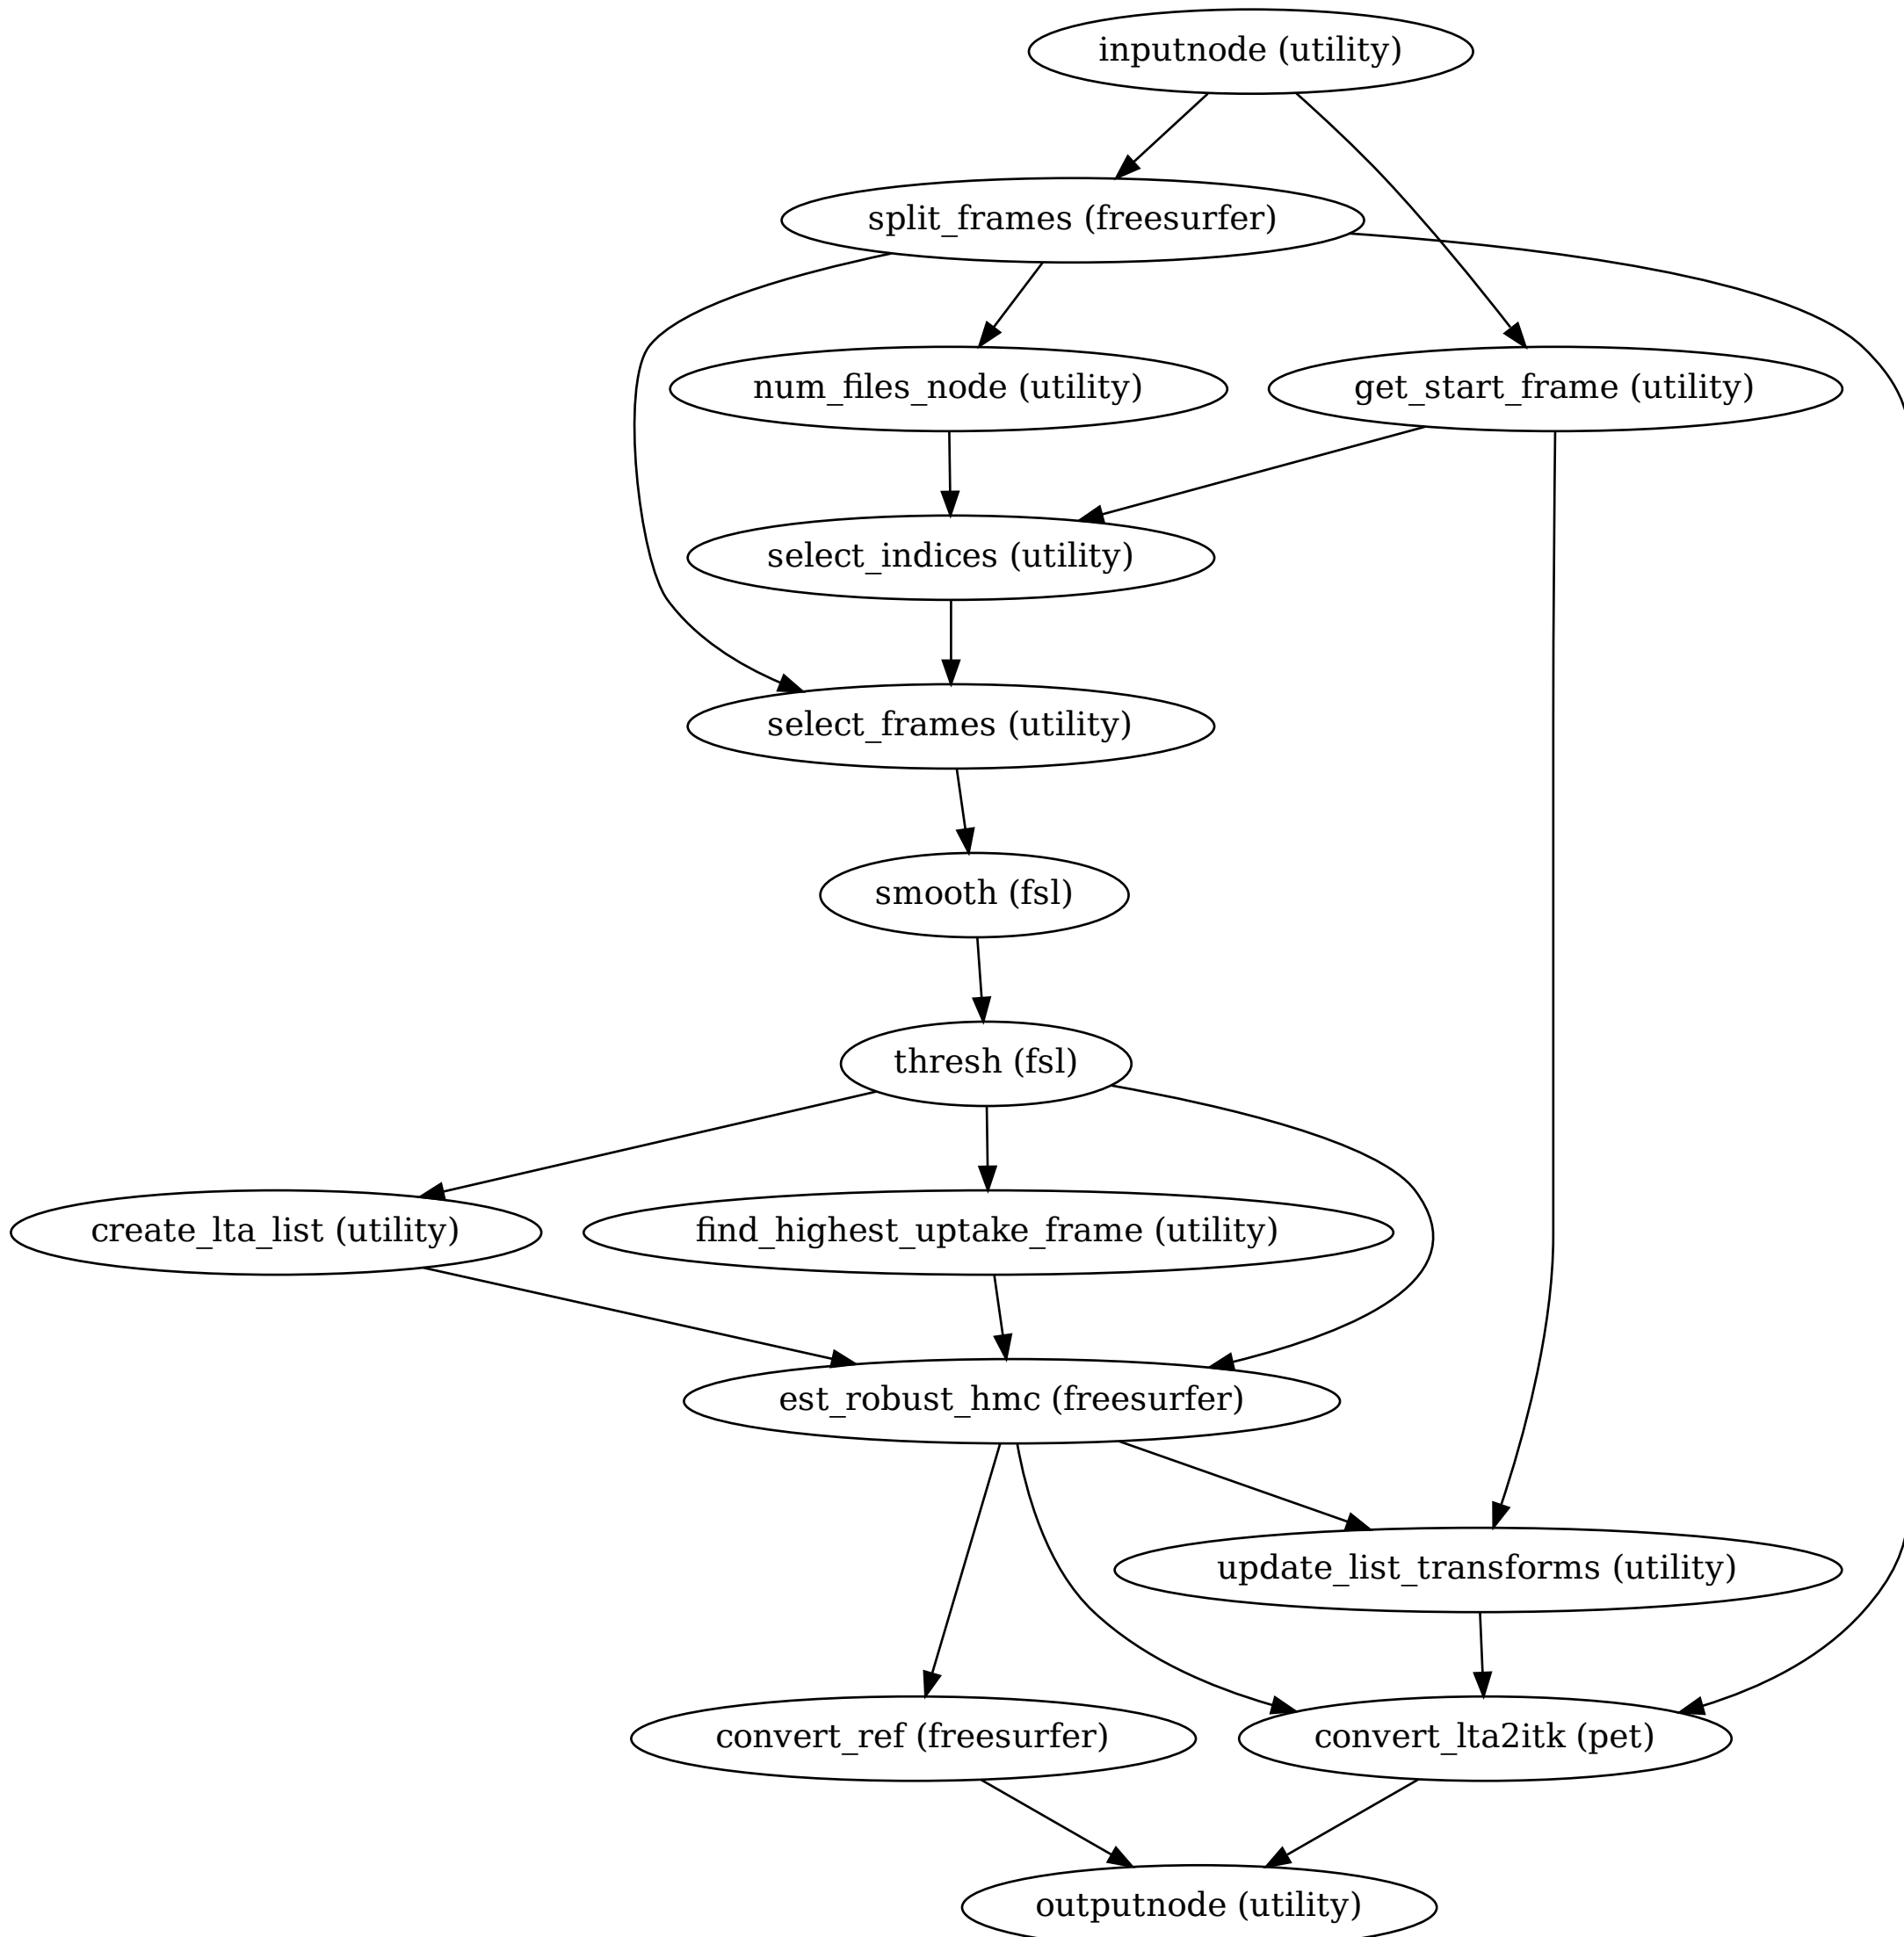 inputnode (utility)
split_frames (freesurfer)
num_files_node (utility)
get_start_frame (utility)
select_indices (utility)
select_frames (utility)
smooth (fsl)
thresh (fsl)
create_lta_list (utility)
find_highest_uptake_frame (utility)
est_robust_hmc (freesurfer)
update_list_transforms (utility)
convert_ref (freesurfer)
convert_lta2itk (pet)
outputnode (utility)